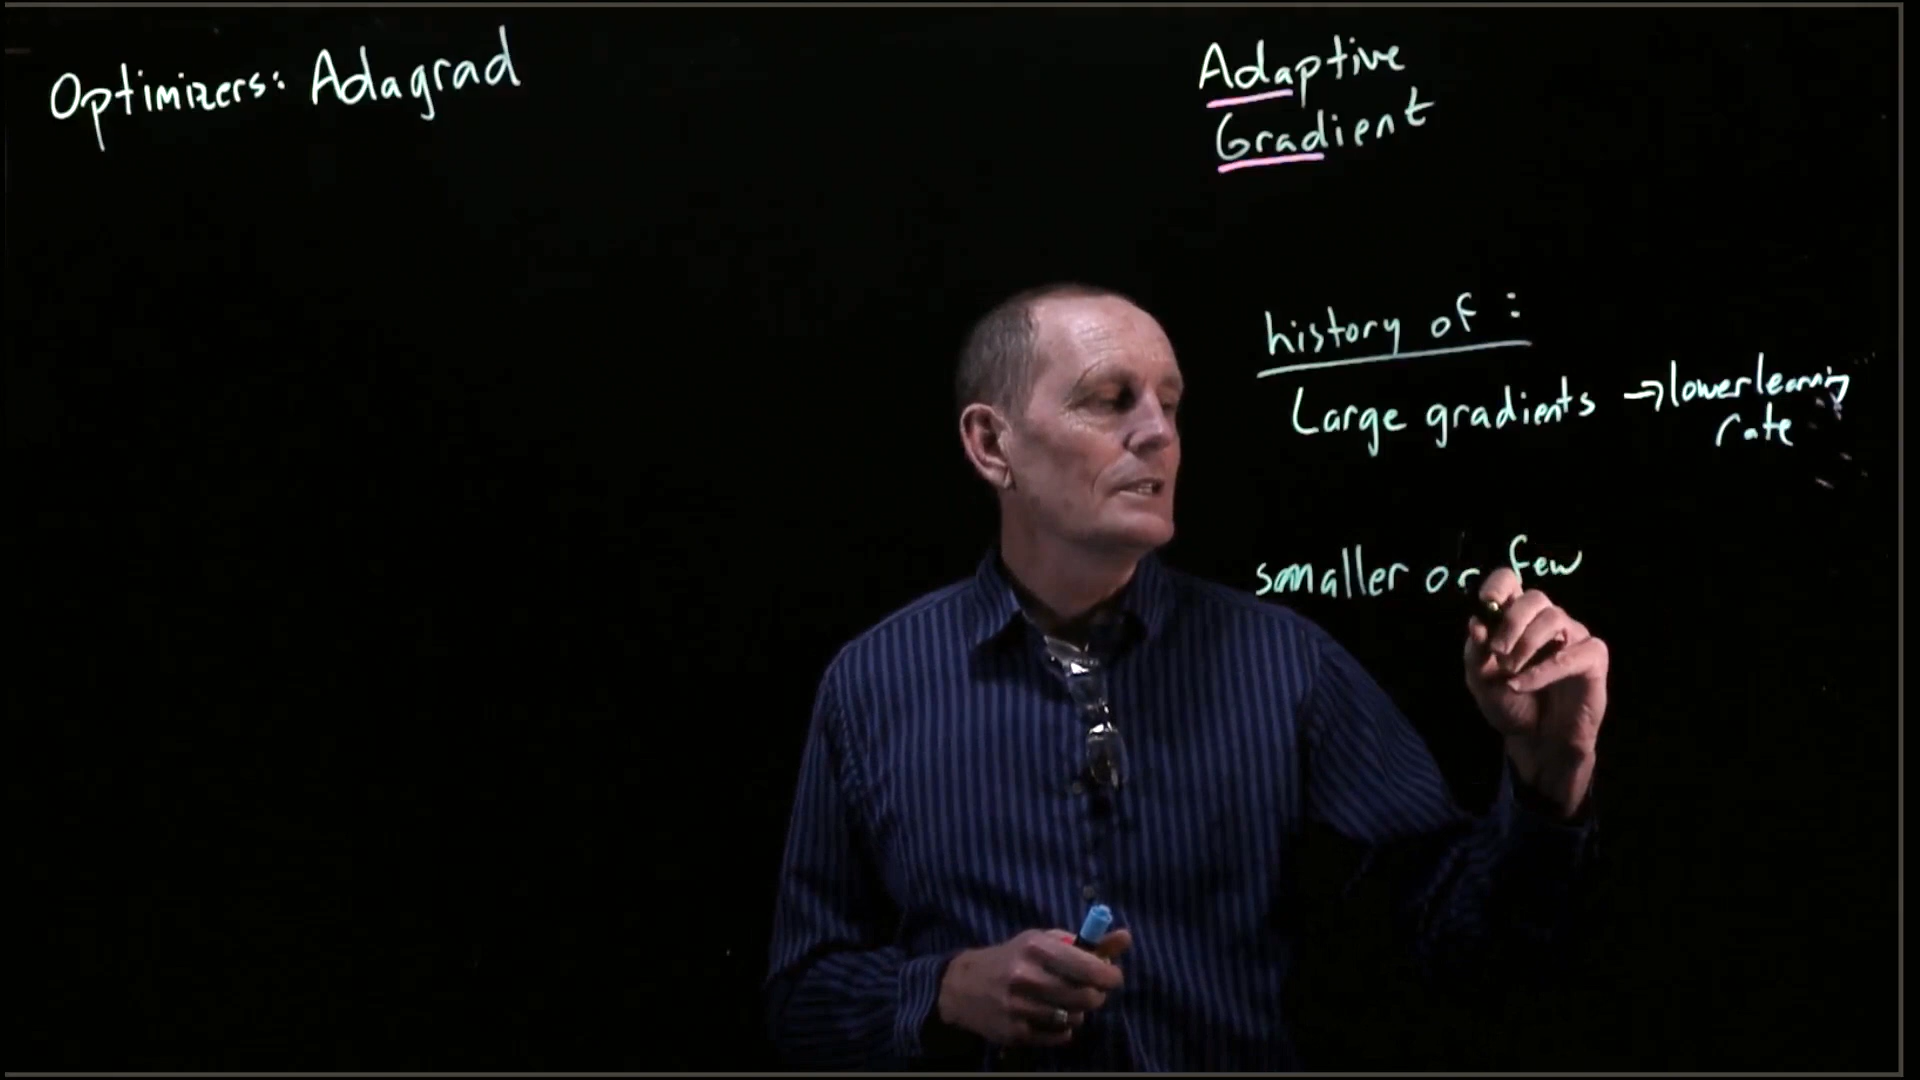 Optimizers: Adagrad
Adaptive
Gradient
history of :
Large gradients → lower learning
rate
smaller or few